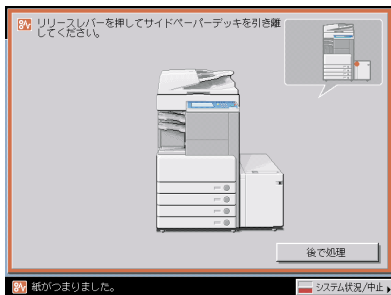 リリースレバーを押してサイドペーパーデッキを引き離
してください。
後で処理
紙がつまりました。
システム状況/中止